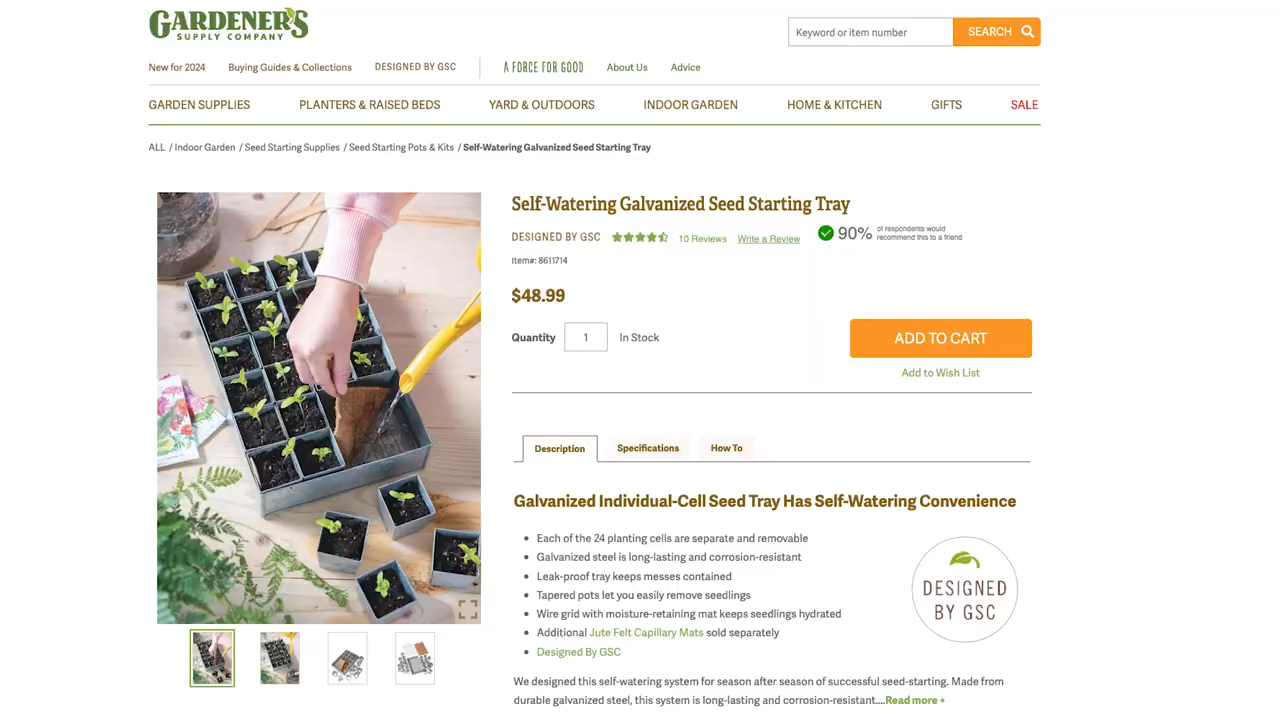 GARDENER'S
SUPPLY COMPANY
Keyword or item number
SEARCH
New for 2024 Buying Guides & Collections DESIGNED BY GSC A FORCE FOR GOOD About Us Advice
GARDEN SUPPLIES PLANTERS & RAISED BEDS YARD & OUTDOORS INDOOR GARDEN HOME & KITCHEN GIFTS SALE
ALL / Indoor Garden / Seed Starting Supplies / Seed Starting Pots & Kits / Self-Watering Galvanized Seed Starting Tray
Self-Watering Galvanized Seed Starting Tray
DESIGNED BY GSC 10 Reviews Write a Review 90% of respondents would
recommend this to a friend
Item#: 8611714
$48.99
Quantity 1 In Stock
ADD TO CART
Add to Wish List
Description Specifications How To
Galvanized Individual-Cell Seed Tray Has Self-Watering Convenience
• Each of the 24 planting cells are separate and removable
• Galvanized steel is long-lasting and corrosion-resistant
• Leak-proof tray keeps messes contained
• Tapered pots let you easily remove seedlings
• Wire grid with moisture-retaining mat keeps seedlings hydrated
• Additional Jute Felt Capillary Mats sold separately
• Designed By GSC
DESIGNED
BY GSC
We designed this self-watering system for season after season of successful seed-starting. Made from
durable galvanized steel, this system is long-lasting and corrosion-resistant....Read more +